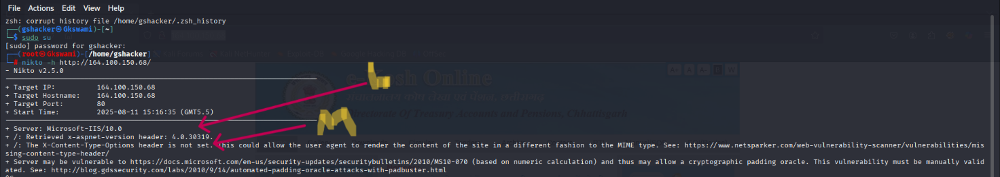 File Actions Edit View Help
zsh: corrupt history file /home/gshacker/.zsh_history
(gshacker㉿Gkswami)-[~]
$ sudo su
[sudo] password for gshacker:
(root㉿Gkswami)-[/home/gshacker]
# nikto -h http://164.100.150.68/
- Nikto v2.5.0
+ Target IP: 164.100.150.68
+ Target Hostname: 164.100.150.68
+ Target Port: 80
+ Start Time: 2025-08-11 15:16:35 (GMT5.5)
+ Server: Microsoft-IIS/10.0
+ /: Retrieved x-aspnet-version header: 4.0.30319.
+ /: The X-Content-Type-Options header is not set. This could allow the user agent to render the content of the site in a different fashion to the MIME type. See: https://www.netsparker.com/web-vulnerability-scanner/vulnerabilities/mis
sing-content-type-header/
+ Server may be vulnerable to https://docs.microsoft.com/en-us/security-updates/securitybulletins/2010/MS10-070 (based on numeric calculation) and thus may allow a cryptographic padding oracle. This vulnerability must be manually valid
ated. See: http://blog.gdssecurity.com/labs/2010/9/14/automated-padding-oracle-attacks-with-padbuster.html
Online
Directorate Of Treasury Accounts and Pensions, Chhattisgarh
A+ A A-